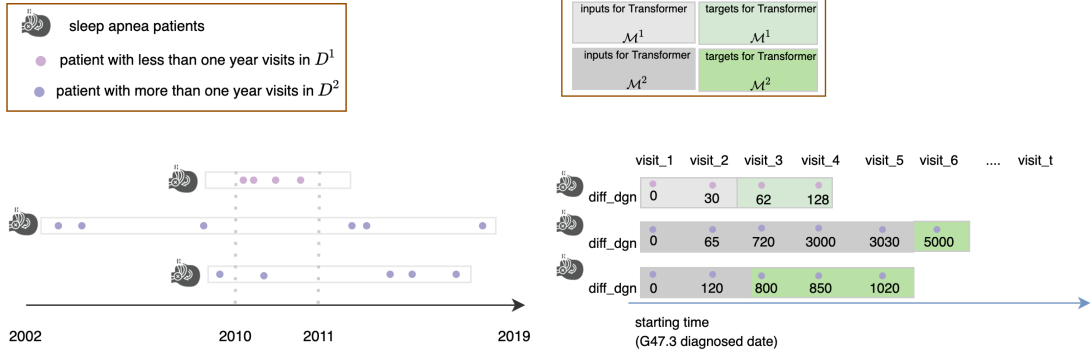 sleep apnea patients
patient with less than one year visits in D¹
patient with more than one year visits in D²
inputs for Transformer
M¹
targets for Transformer
M¹
inputs for Transformer
M²
targets for Transformer
M²
2002
2010
2011
2019
visit_1 visit_2 visit_3 visit_4 visit_5 visit_6 .... visit_t
diff_dgn 0 30 62 128
diff_dgn 0 65 720 3000 3030 5000
diff_dgn 0 120 800 850 1020
starting time
(G47.3 diagnosed date)